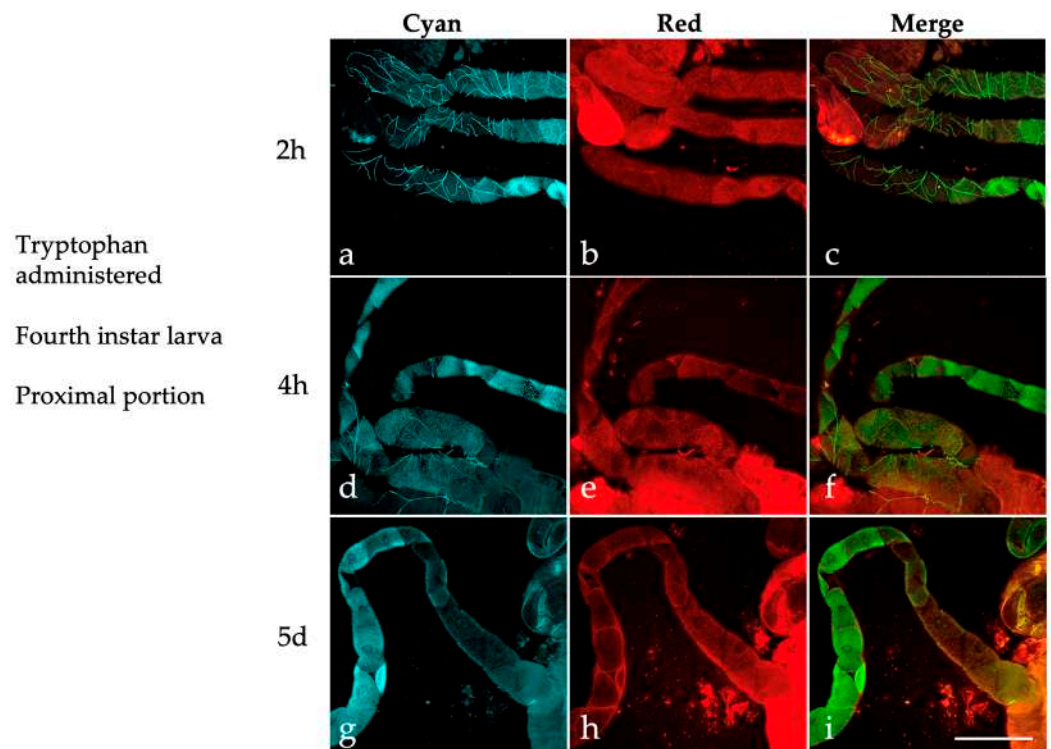 Cyan Red Merge
2h
a b c
Tryptophan
administered
Fourth instar larva
Proximal portion
4h
d e f
5d
g h i